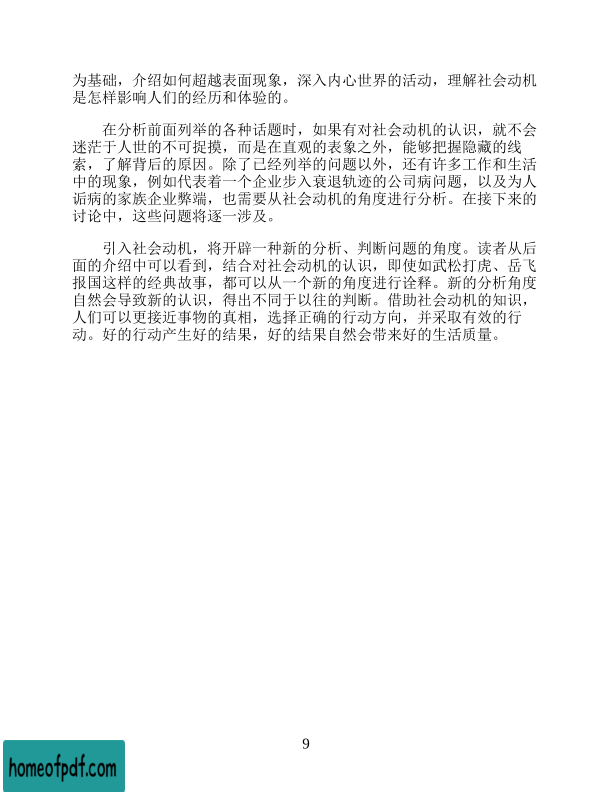 为基础，介绍如何超越表面现象，深入内心世界的活动，理解社会动机
是怎样影响人们的经历和体验的。
在分析前面列举的各种话题时，如果有对社会动机的认识，就不会
迷茫于人世的不可捉摸，而是在直观的表象之外，能够把握隐藏的线
索，了解背后的原因。除了已经列举的问题以外，还有许多工作和生活
中的现象，例如代表着一个企业步入衰退轨迹的公司病问题，以及为人
诟病的家族企业弊端，也需要从社会动机的角度进行分析。在接下来的
讨论中，这些问题将逐一涉及。
引入社会动机，将开辟一种新的分析、判断问题的角度。读者从后
面的介绍中可以看到，结合对社会动机的认识，即使如武松打虎、岳飞
报国这样的经典故事，都可以从一个新的角度进行诠释。新的分析角度
自然会导致新的认识，得出不同于以往的判断。借助社会动机的知识，
人们可以更接近事物的真相，选择正确的行动方向，并采取有效的行
动。好的行动产生好的结果，好的结果自然会带来好的生活质量。
9
homeofpdf.com